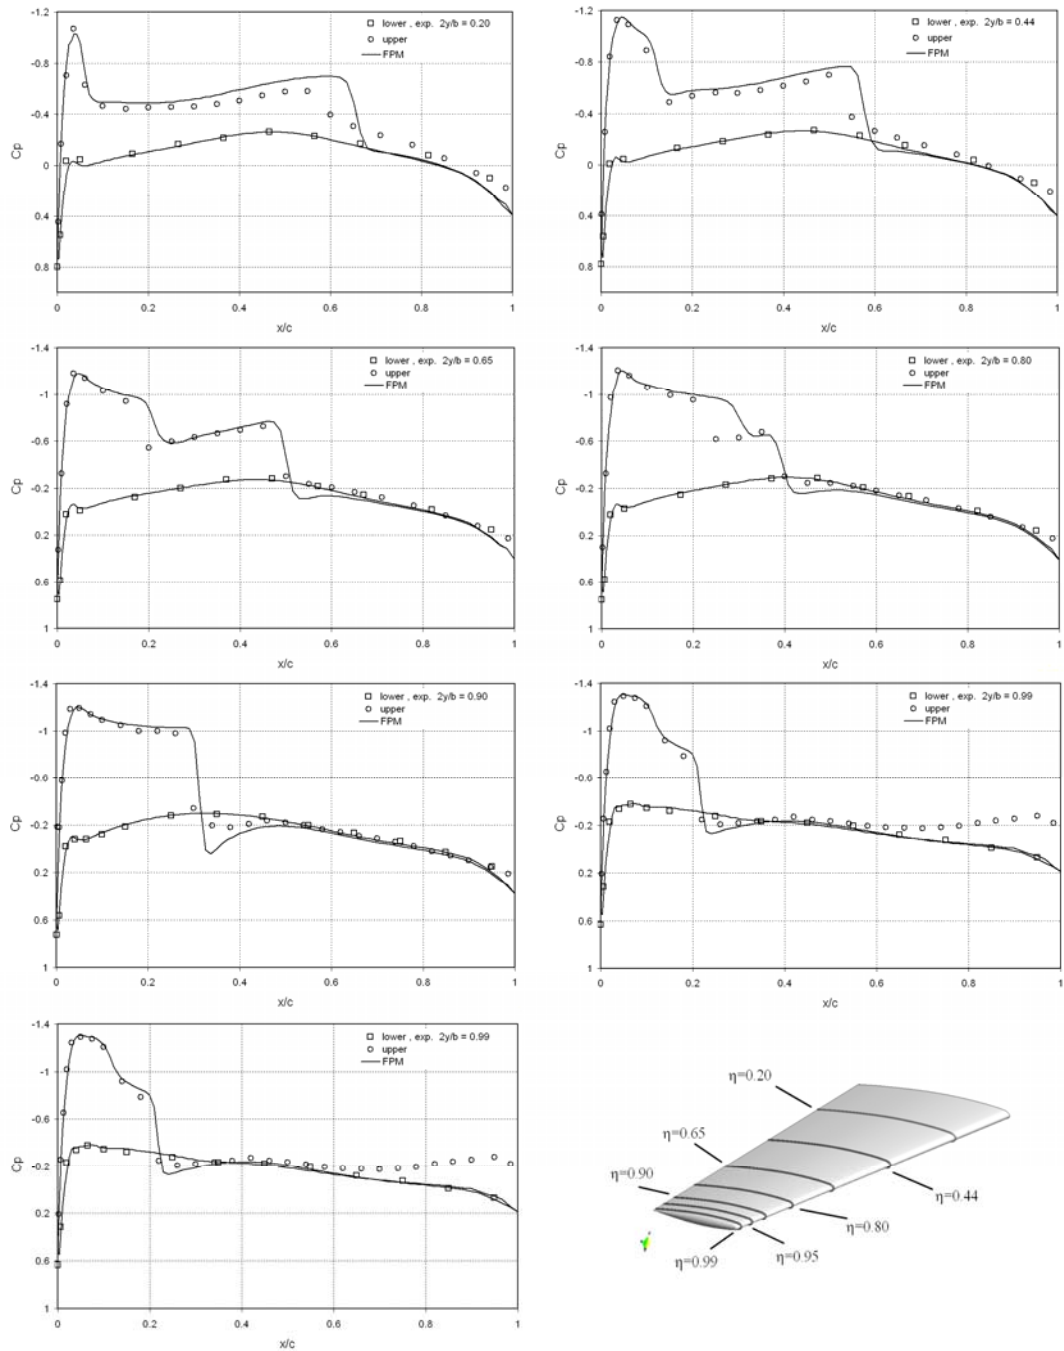 -1.2
-0.8
-0.4
0
0.4
0.8
Cp
0
0.2
0.4
0.6
0.8
1
x/c
lower , exp. 2y/b = 0.20
upper
FPM
-1.2
-0.8
-0.4
0
0.4
0.8
Cp
0
0.2
0.4
0.6
0.8
1
x/c
lower , exp. 2y/b = 0.44
upper
FPM
-1.4
-1
-0.6
-0.2
0.2
0.6
1
Cp
0
0.2
0.4
0.6
0.8
1
x/c
lower , exp. 2y/b = 0.65
upper
FPM
-1.4
-1
-0.6
-0.2
0.2
0.6
1
Cp
0
0.2
0.4
0.6
0.8
1
x/c
lower , exp. 2y/b = 0.80
upper
FPM
-1.4
-1
-0.6
-0.2
0.2
0.6
1
Cp
0
0.2
0.4
0.6
0.8
1
x/c
lower , exp. 2y/b = 0.90
upper
FPM
-1.4
-1
-0.6
-0.2
0.2
0.6
1
Cp
0
0.2
0.4
0.6
0.8
1
x/c
lower , exp. 2y/b = 0.99
upper
FPM
-1.4
-1
-0.6
-0.2
0.2
0.6
1
Cp
0
0.2
0.4
0.6
0.8
1
x/c
lower , exp. 2y/b = 0.99
upper
FPM
η=0.20
η=0.65
η=0.90
η=0.44
η=0.80
η=0.95
η=0.99